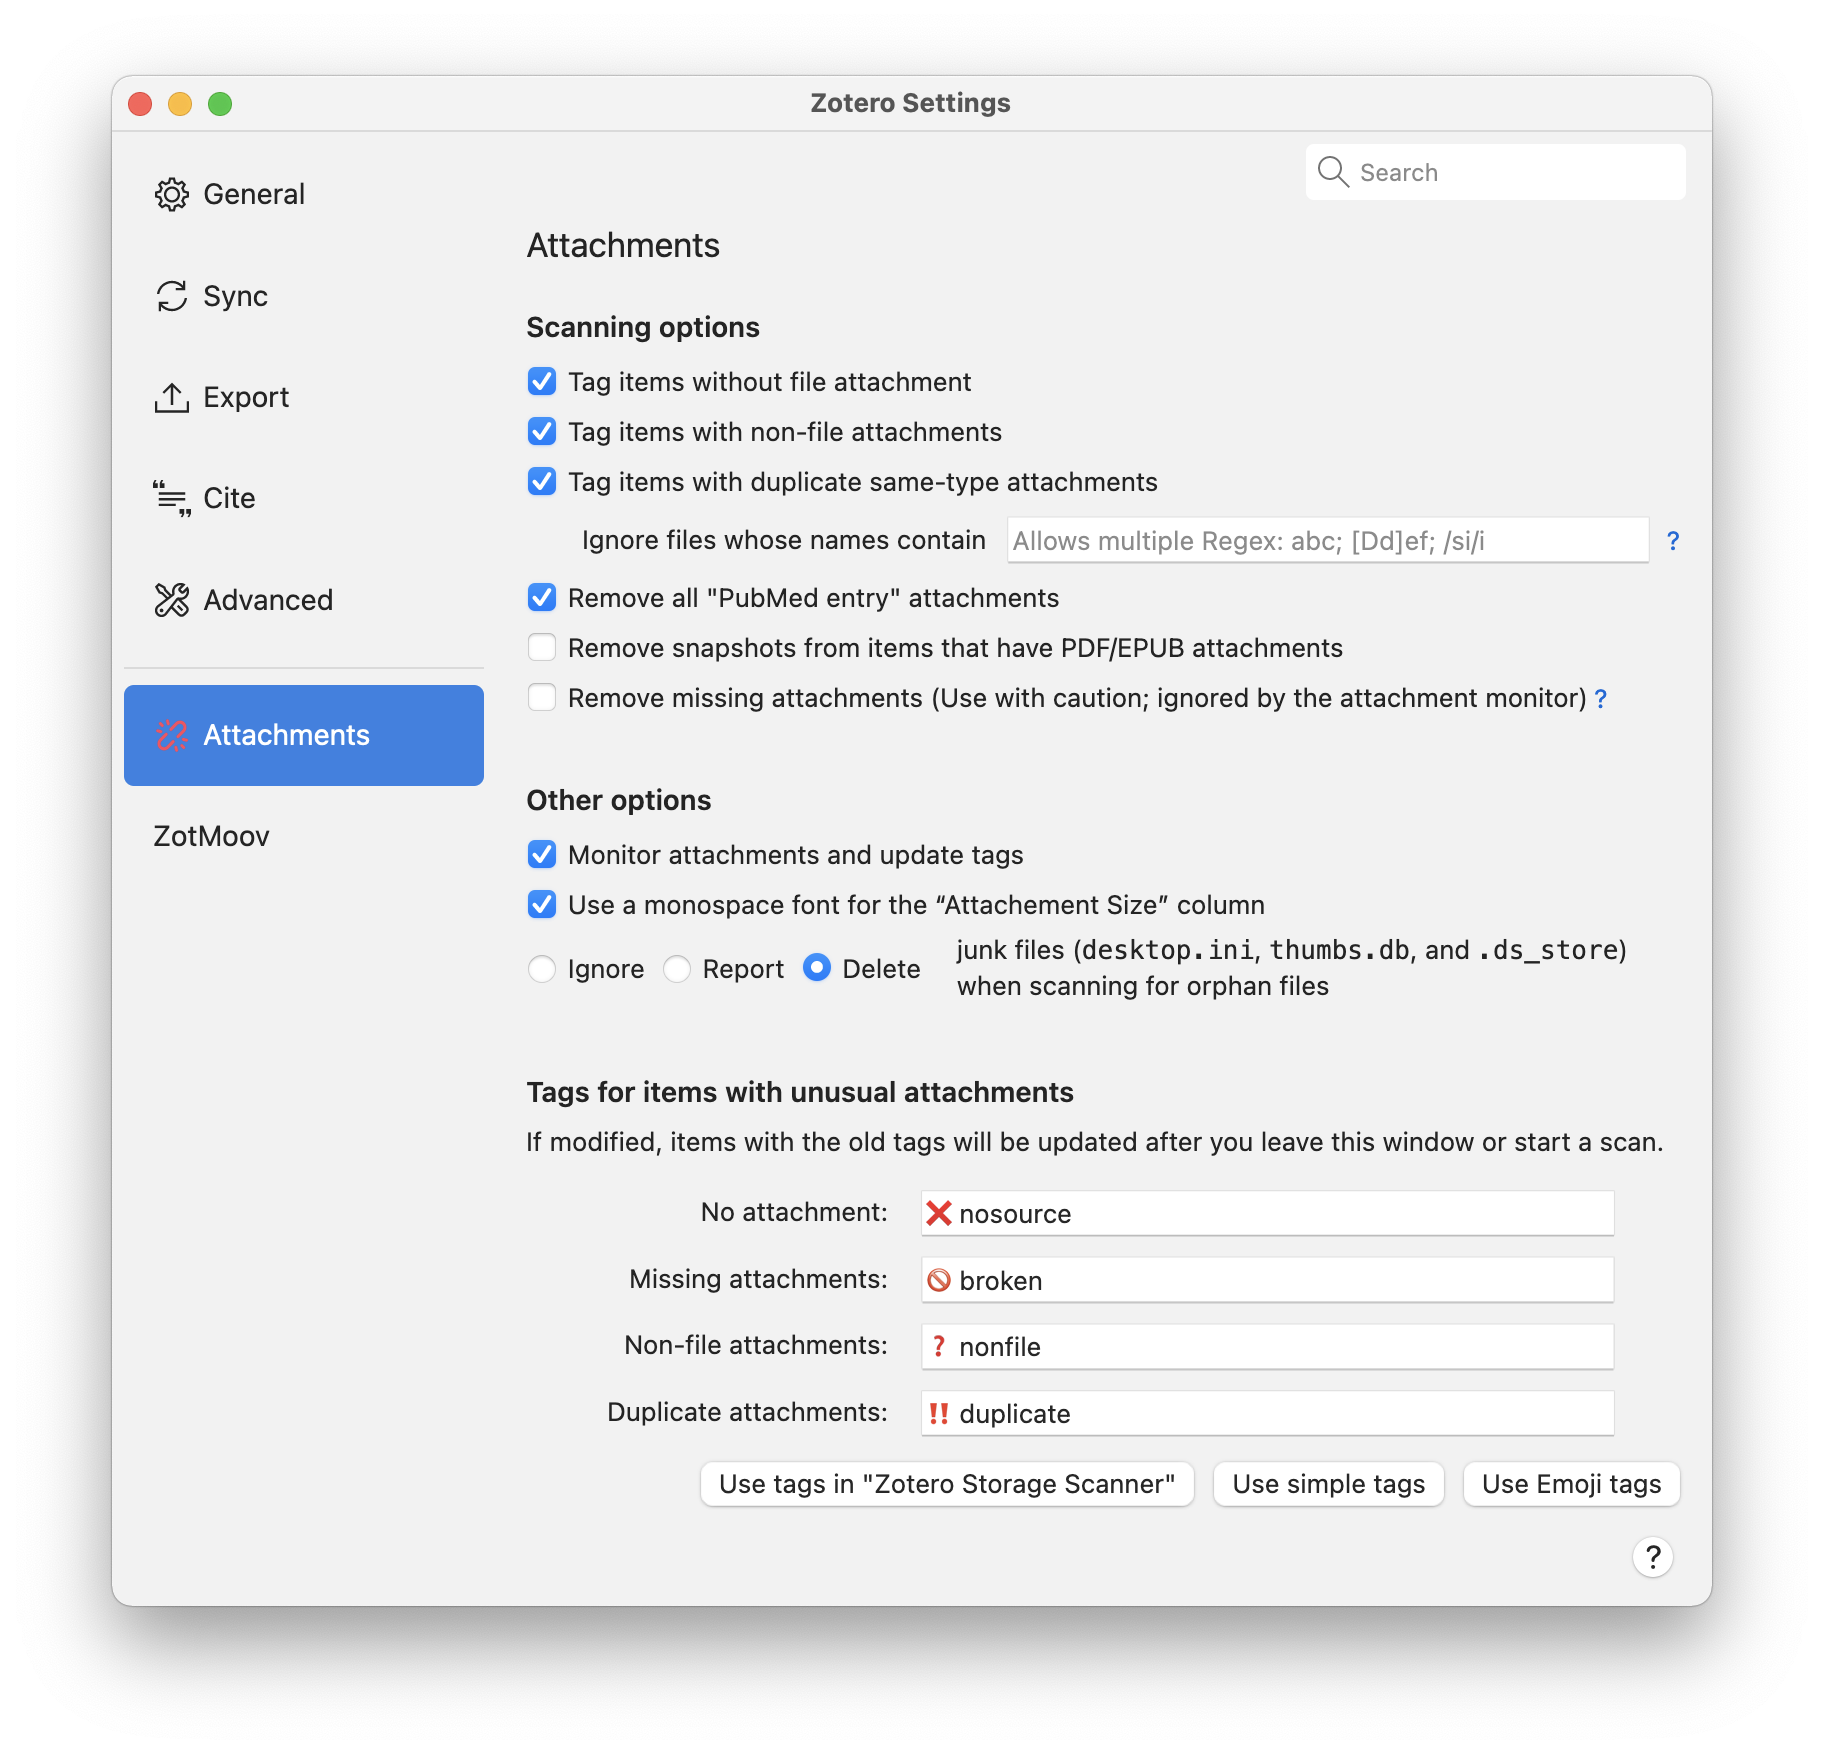 Zotero Settings
Search
General
Sync
Export
Cite
Advanced
Attachments
ZotMoov
Attachments
Scanning options
Tag items without file attachment
Tag items with non-file attachments
Tag items with duplicate same-type attachments
Ignore files whose names contain Allows multiple Regex: abc; [Dd]ef; /si/i ?
Remove all "PubMed entry" attachments
Remove snapshots from items that have PDF/EPUB attachments
Remove missing attachments (Use with caution; ignored by the attachment monitor) ?
Other options
Monitor attachments and update tags
Use a monospace font for the “Attachement Size” column
Ignore Report Delete
junk files (desktop.ini, thumbs.db, and .ds_store)
when scanning for orphan files
Tags for items with unusual attachments
If modified, items with the old tags will be updated after you leave this window or start a scan.
No attachment: ❌ nosource
Missing attachments: 🚫 broken
Non-file attachments: ❓ nonfile
Duplicate attachments: ‼️ duplicate
Use tags in "Zotero Storage Scanner" Use simple tags Use Emoji tags
?